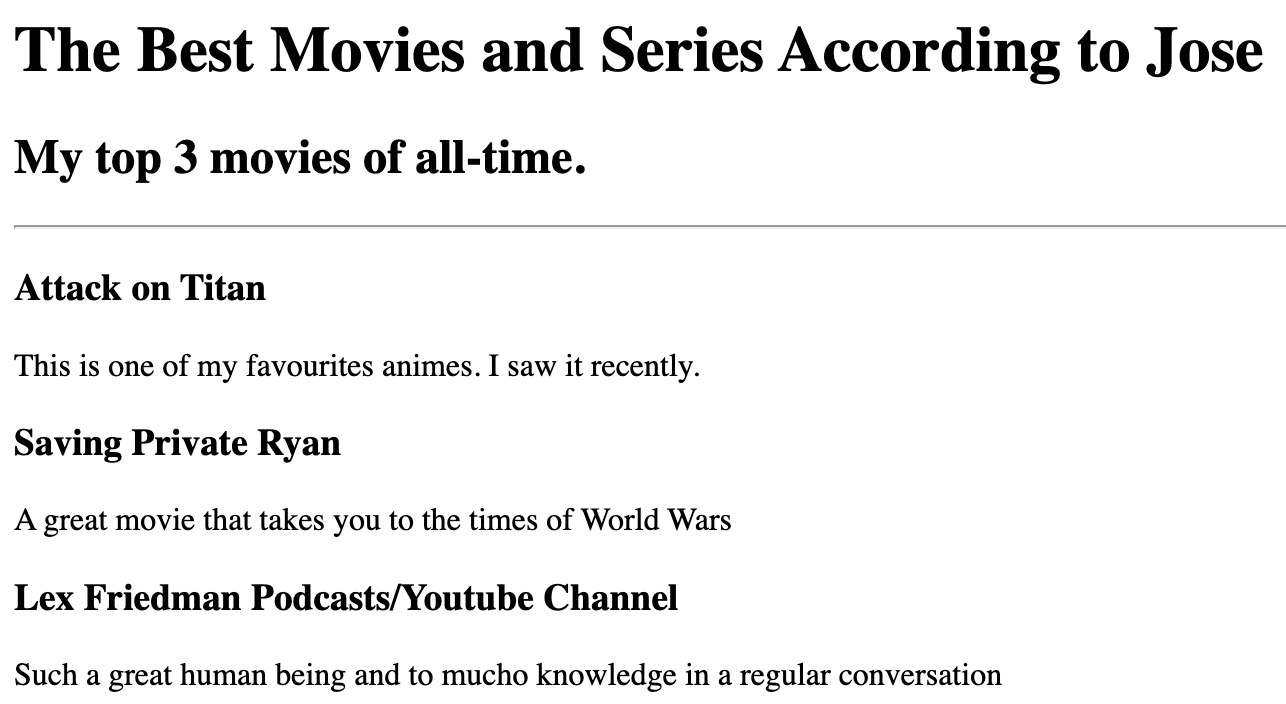 The Best Movies and Series According to Jose
My top 3 movies of all-time.
Attack on Titan
This is one of my favourites animes. I saw it recently.
Saving Private Ryan
A great movie that takes you to the times of World Wars
Lex Friedman Podcasts/Youtube Channel
Such a great human being and to mucho knowledge in a regular conversation